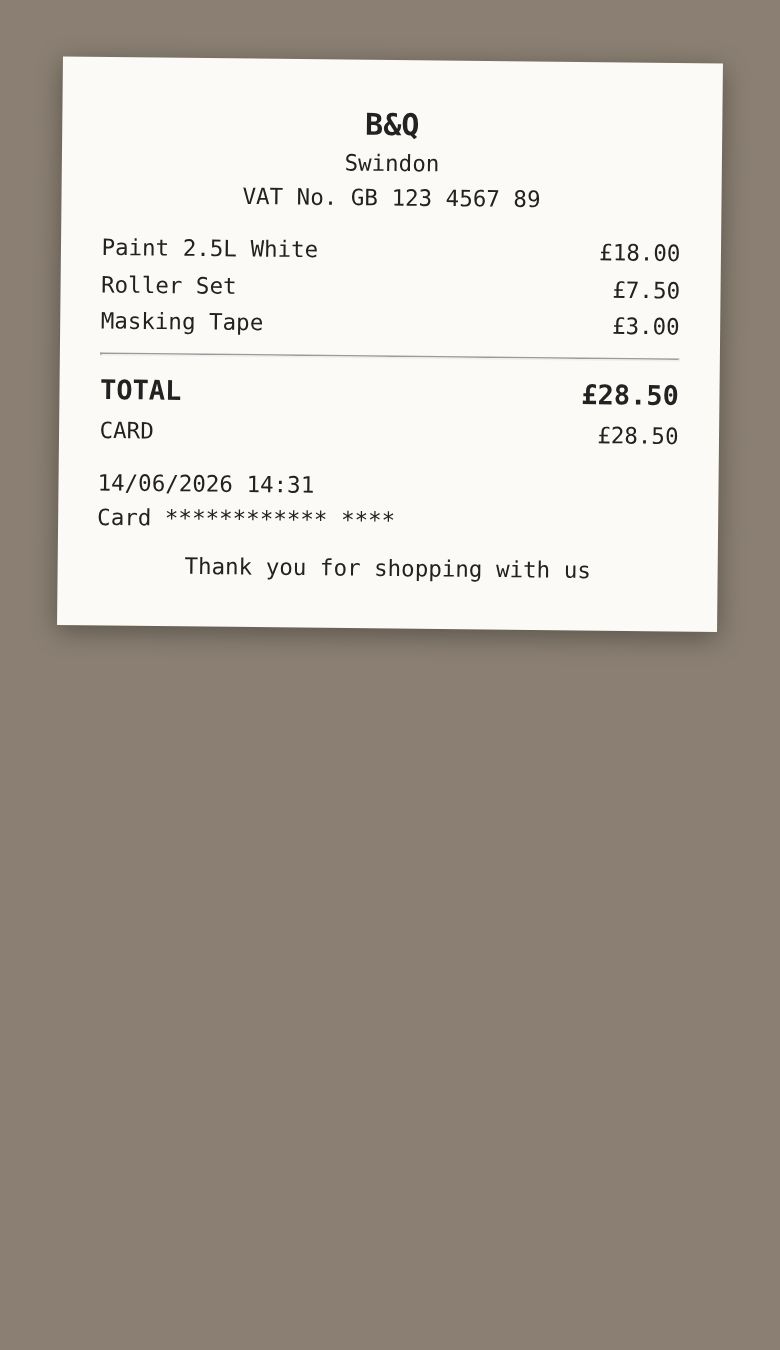 B&Q
Swindon
VAT No. GB 123 4567 89
Paint 2.5L White £18.00
Roller Set £7.50
Masking Tape £3.00
TOTAL £28.50
CARD £28.50
14/06/2026 14:31
Card ************ ****
Thank you for shopping with us